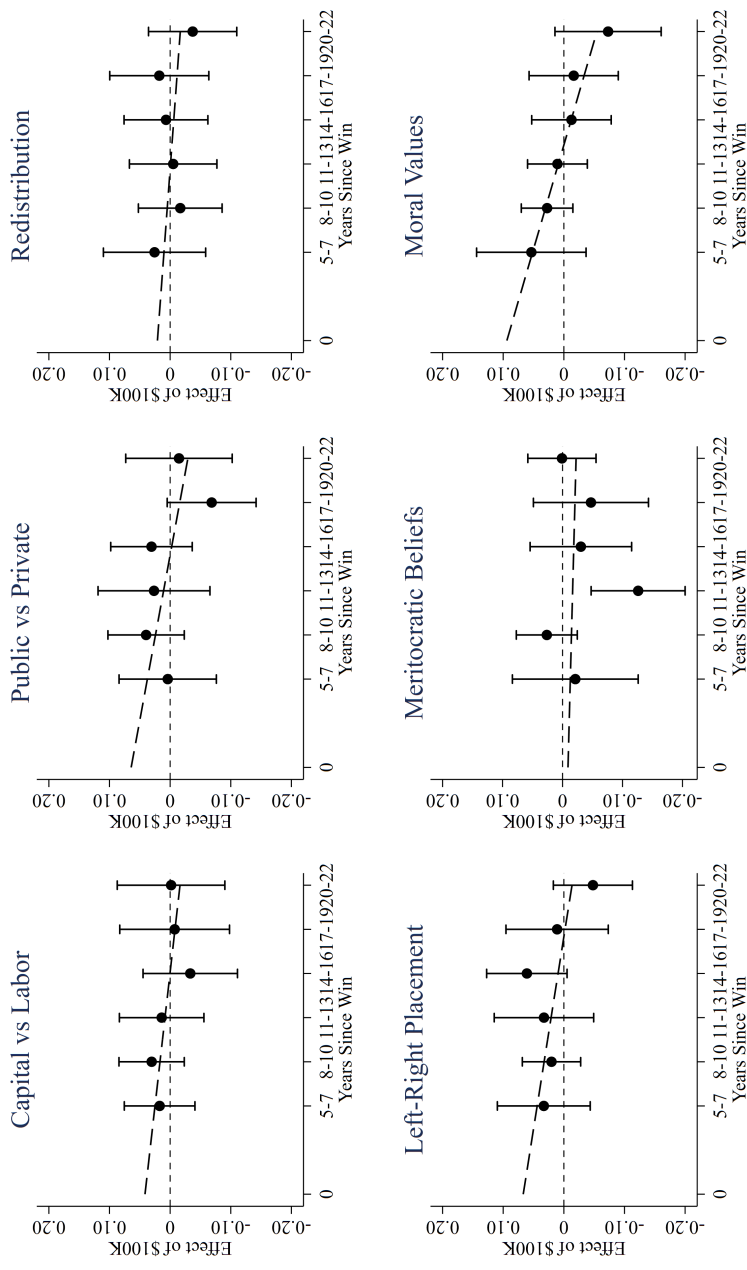 Capital vs Labor
Effect of $100K
0.20
0.10
0
-0.10
-0.20
0 5-7 8-10 11-13 14-16 17-19 20-22
Years Since Win
Public vs Private
Effect of $100K
0.20
0.10
0
-0.10
-0.20
0 5-7 8-10 11-13 14-16 17-19 20-22
Years Since Win
Redistribution
Effect of $100K
0.20
0.10
0
-0.10
-0.20
0 5-7 8-10 11-13 14-16 17-19 20-22
Years Since Win
Left-Right Placement
Effect of $100K
0.20
0.10
0
-0.10
-0.20
0 5-7 8-10 11-13 14-16 17-19 20-22
Years Since Win
Meritocratic Beliefs
Effect of $100K
0.20
0.10
0
-0.10
-0.20
0 5-7 8-10 11-13 14-16 17-19 20-22
Years Since Win
Moral Values
Effect of $100K
0.20
0.10
0
-0.10
-0.20
0 5-7 8-10 11-13 14-16 17-19 20-22
Years Since Win